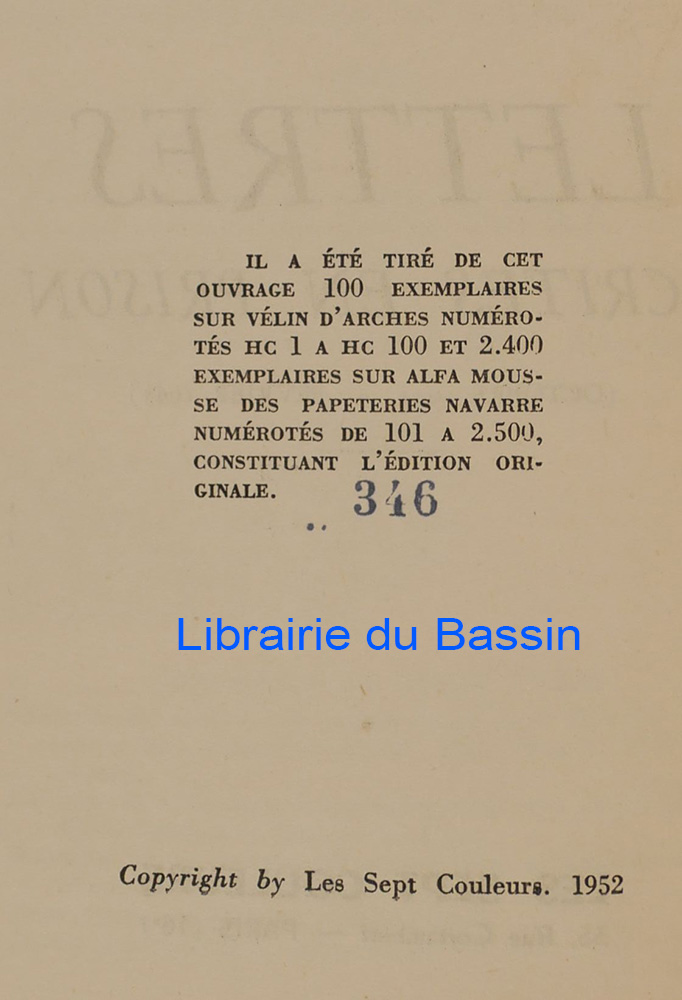 IL A ÉTÉ TIRÉ DE CET
OUVRAGE 100 EXEMPLAIRES
SUR VÉLIN D'ARCHES NUMÉRO-
TÉS HC 1 A HC 100 ET 2.400
EXEMPLAIRES SUR ALFA MOUS-
SE DES PAPETERIES NAVARRE
NUMÉROTÉS DE 101 A 2.500,
CONSTITUANT L'ÉDITION ORI-
GINALE.
346
Librairie du Bassin
Copyright by Les Sept Couleurs. 1952